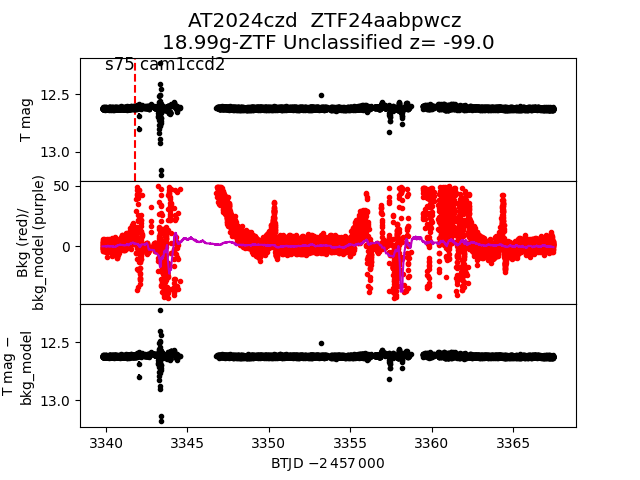 AT2024czd  ZTF24aabpwcz
18.99g-ZTF Unclassified z= -99.0
s75 cam1ccd2
12.5
13.0
T mag
50
0
Bkg (red)/
bkg_model (purple)
12.5
13.0
T mag −
bkg_model
3340 3345 3350 3355 3360 3365
BTJD −2 457 000